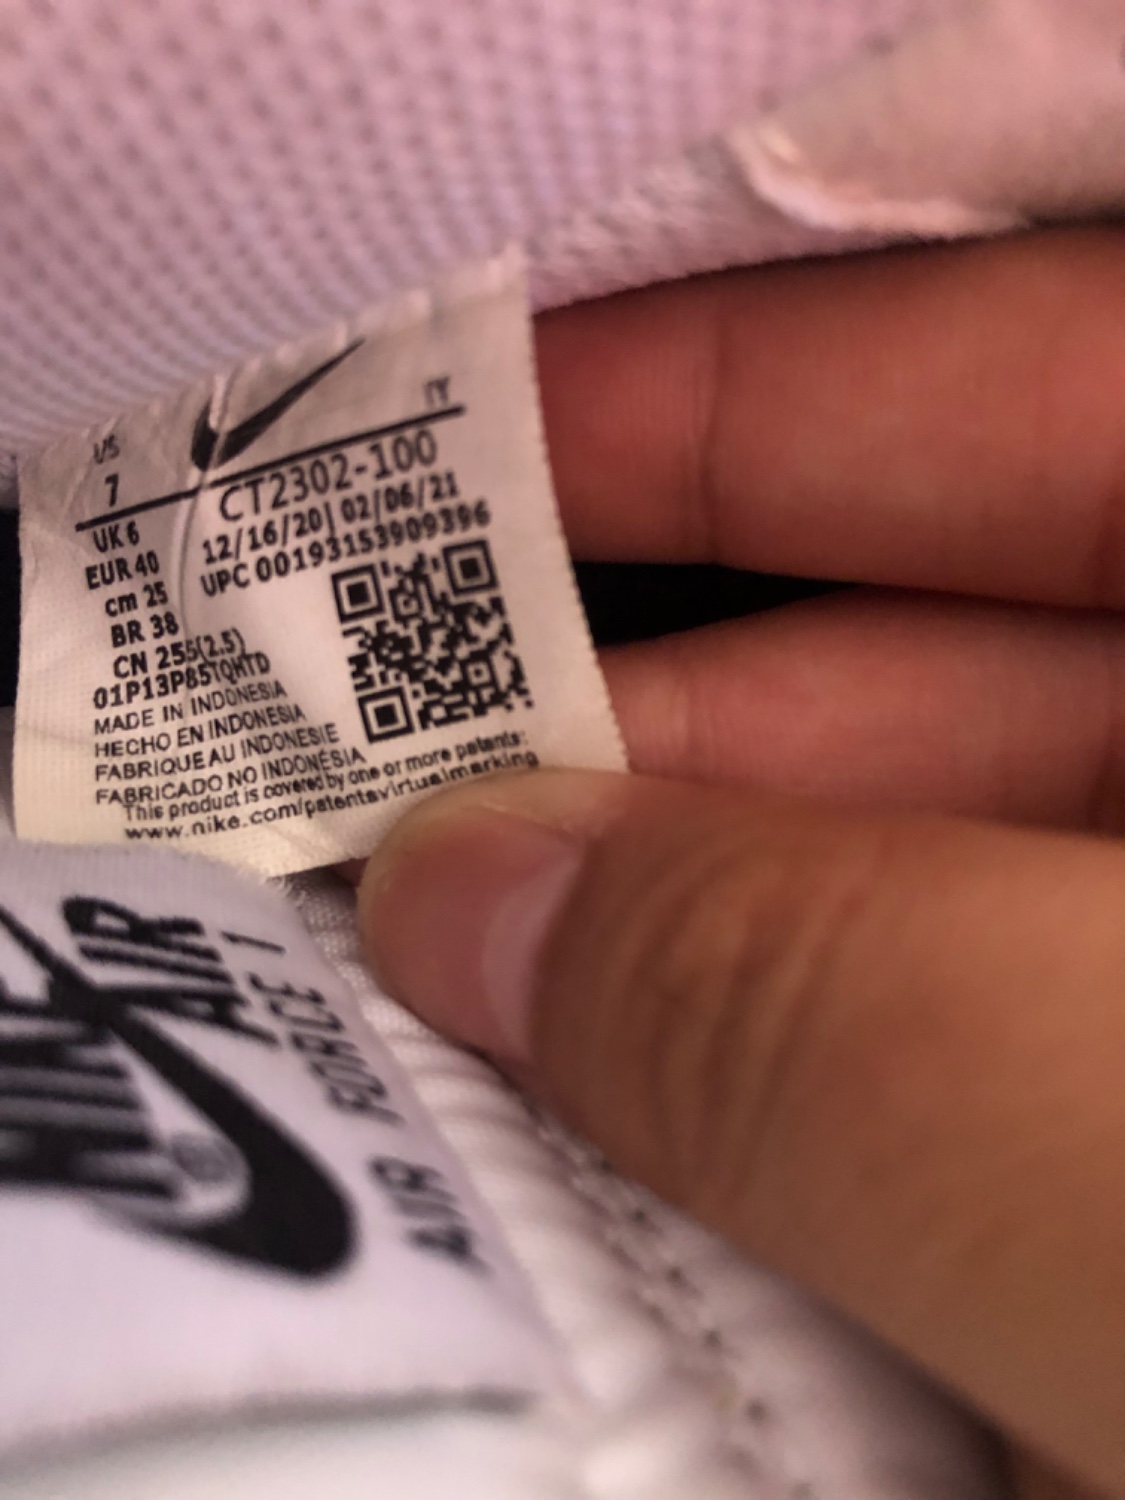 US
7
IY
CT2302-100
12/16/20| 02/06/21
UPC 00193153909396
UK 6
EUR 40
cm 25
BR 38
CN 255(2.5)
01P13P85TQHTD
MADE IN INDONESIA
HECHO EN INDONESIA
FABRIQUE AU INDONESIE
FABRICADO NO INDONÉSIA
This product is covered by one or more patents:
www.nike.com/patentsvirtualmarking
AIR
AIR FORCE 1